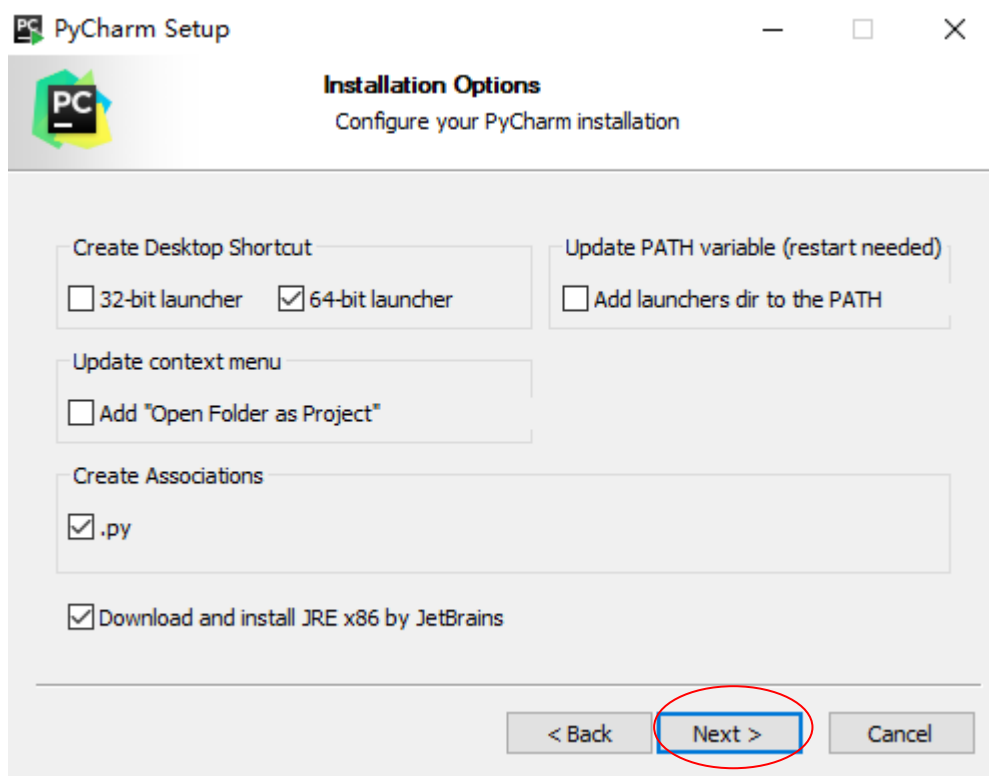 PC PyCharm Setup
PC
Installation Options
Configure your PyCharm installation
Create Desktop Shortcut
Update PATH variable (restart needed)
32-bit launcher
64-bit launcher
Add launchers dir to the PATH
Update context menu
Add "Open Folder as Project"
Create Associations
.py
Download and install JRE x86 by JetBrains
< Back
Next >
Cancel